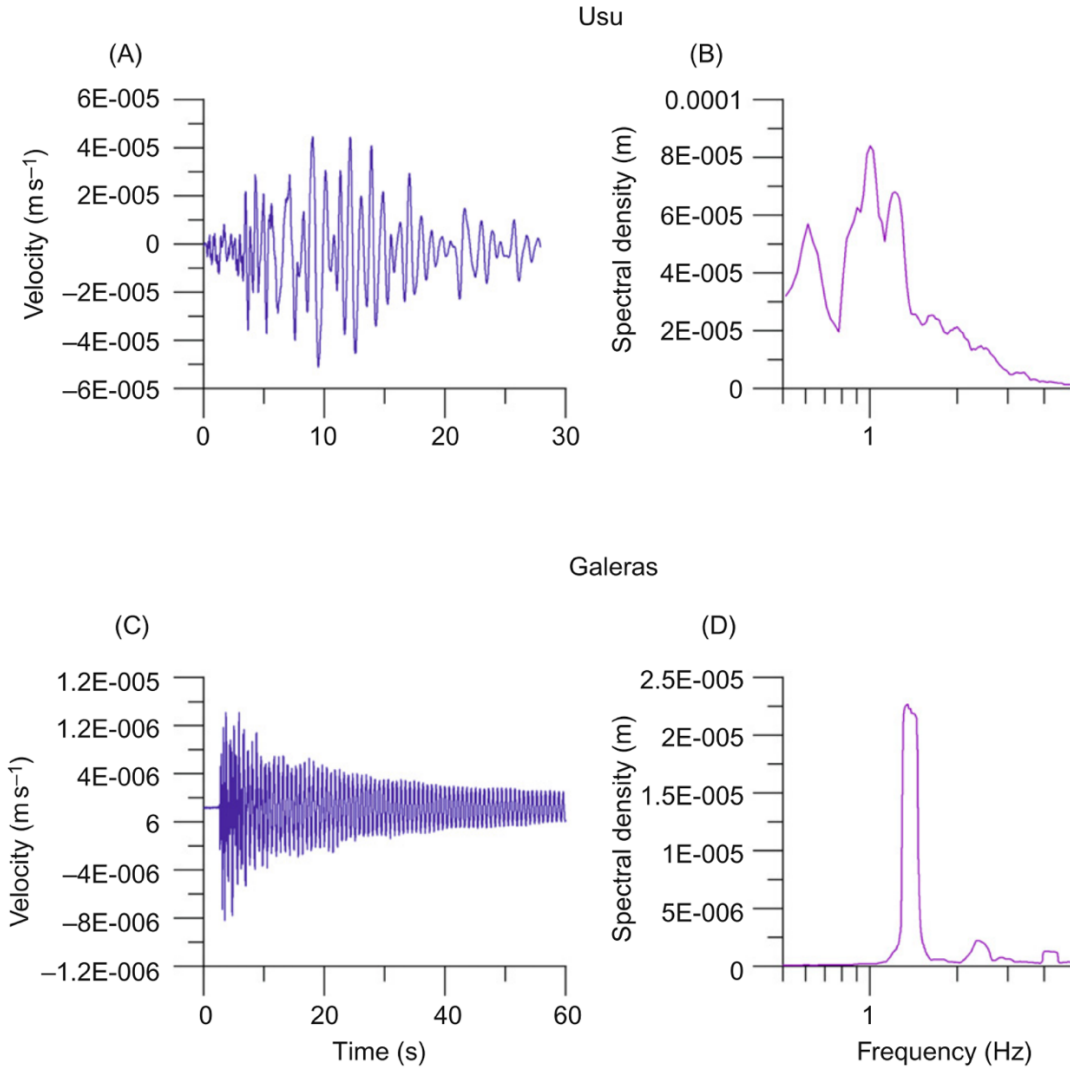 Usu
(A)
(B)
Velocity (m s⁻¹)
6E-005
4E-005
2E-005
0
–2E-005
–4E-005
–6E-005
0
10
20
30
Spectral density (m)
0.0001
8E-005
6E-005
4E-005
2E-005
0
1
Galeras
(C)
(D)
Velocity (m s⁻¹)
1.2E-005
1.2E-006
4E-006
6
–4E-006
–8E-006
–1.2E-006
0
20
40
60
Time (s)
Spectral density (m)
2.5E-005
2E-005
1.5E-005
1E-005
5E-006
0
1
Frequency (Hz)